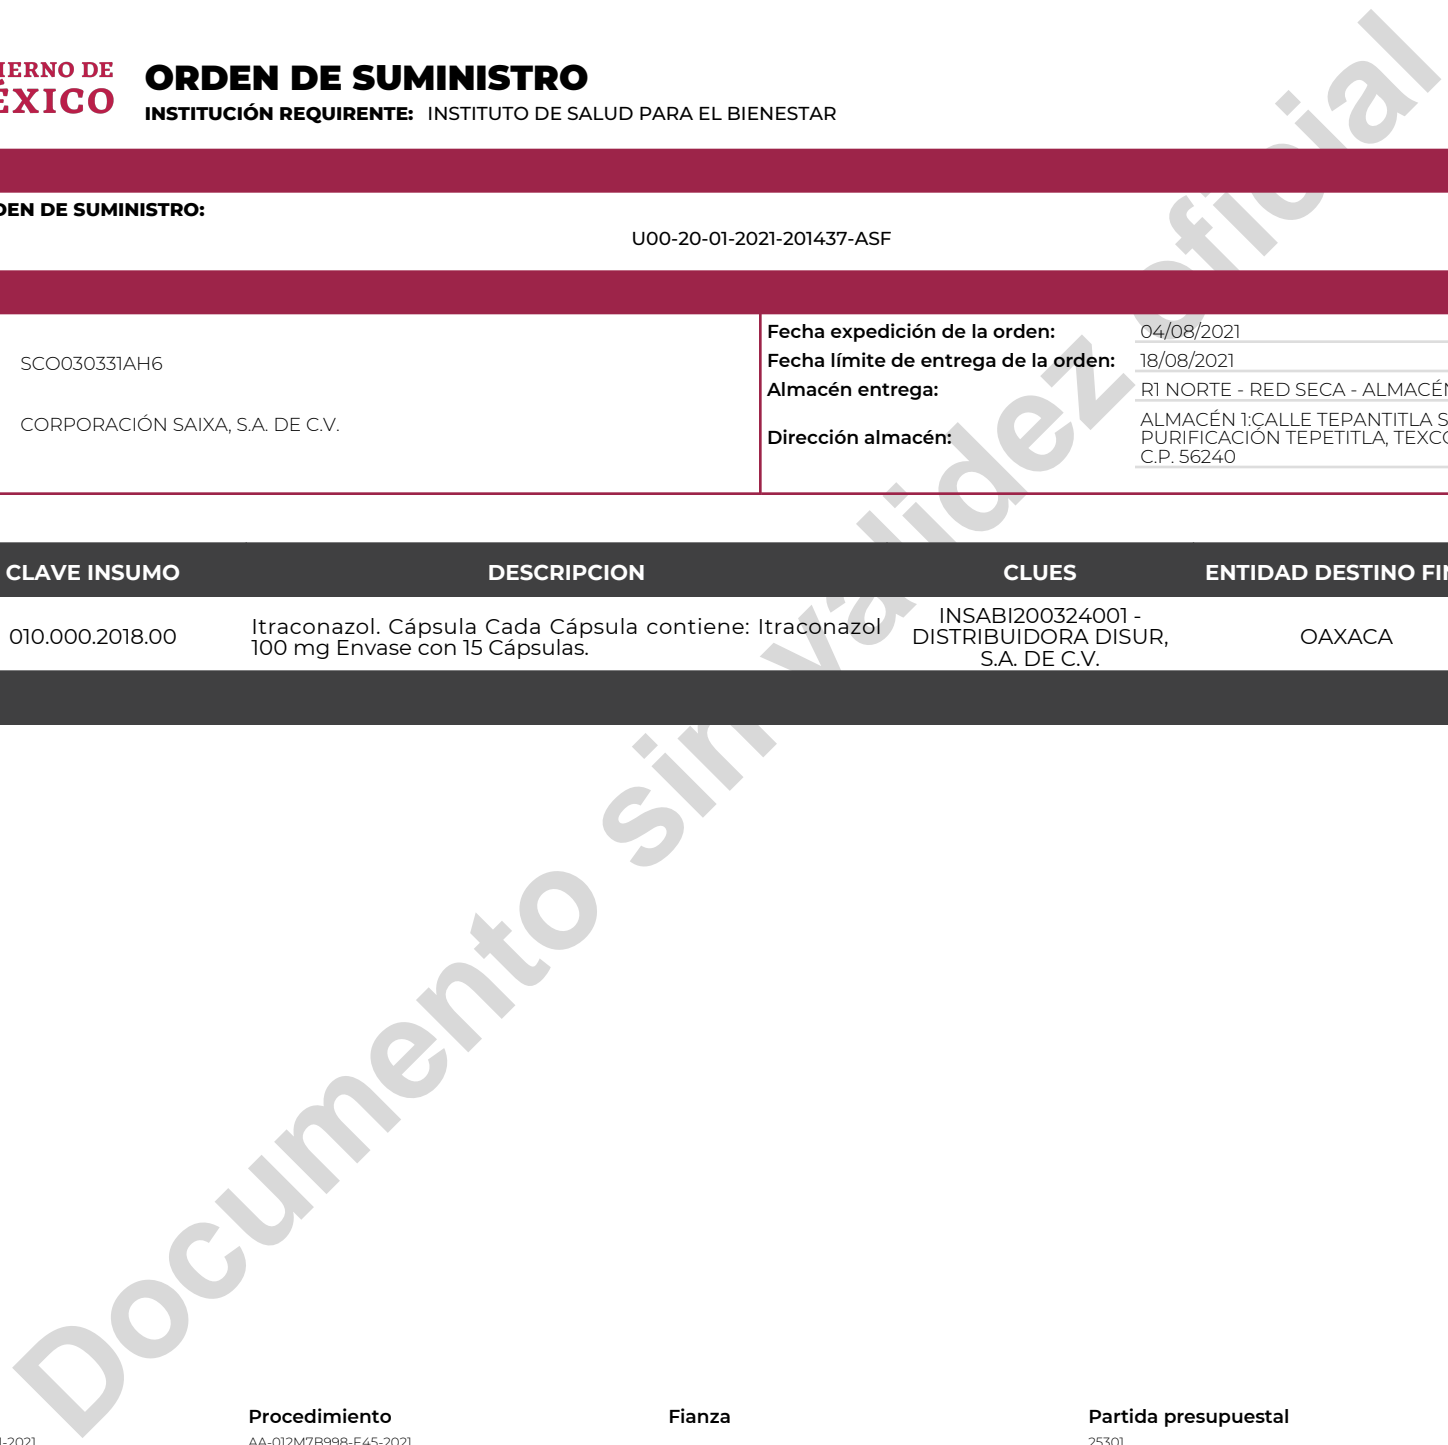 IERNO DE
ÉXICO
ORDEN DE SUMINISTRO
INSTITUCIÓN REQUIRENTE: INSTITUTO DE SALUD PARA EL BIENESTAR
DEN DE SUMINISTRO:
U00-20-01-2021-201437-ASF
SCO030331AH6
CORPORACIÓN SAIXA, S.A. DE C.V.
Fecha expedición de la orden: 04/08/2021
Fecha límite de entrega de la orden: 18/08/2021
Almacén entrega: R1 NORTE - RED SECA - ALMACÉN
Dirección almacén: ALMACÉN 1:CALLE TEPANTITLA S
PURIFICACIÓN TEPETITLA, TEXCO
C.P. 56240
CLAVE INSUMO DESCRIPCION CLUES ENTIDAD DESTINO FIN
010.000.2018.00
Itraconazol. Cápsula Cada Cápsula contiene: Itraconazol
100 mg Envase con 15 Cápsulas.
INSABI200324001 -
DISTRIBUIDORA DISUR,
S.A. DE C.V.
OAXACA
Documento sin validez oficial
Procedimiento Fianza Partida presupuestal
-2021 AA-012M7B998-E45-2021 25301